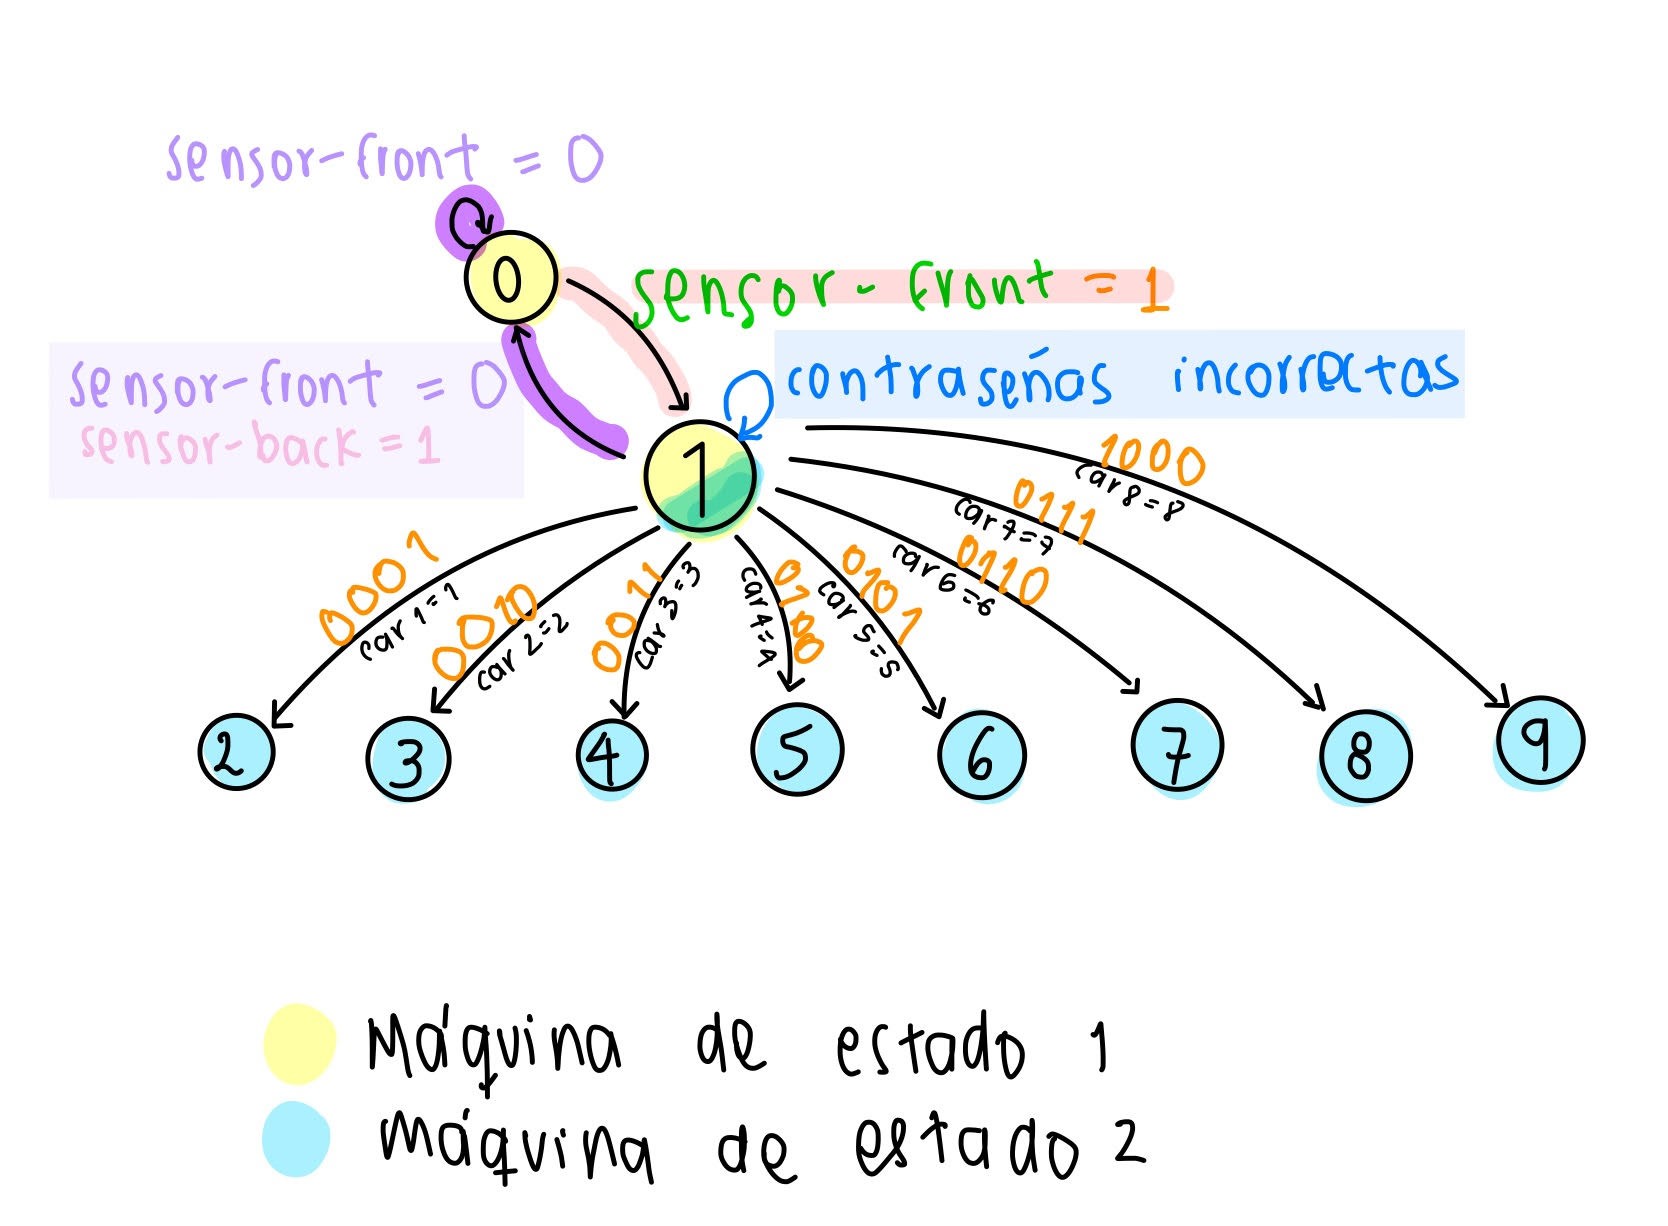 sensor-front = 0
0
sensor-front = 1
sensor-front = 0
sensor-back = 1
contraseñas incorrectas
1
0001
car 1=1
0010
car 2=2
0011
car 3=3
0100
car 4=4
0101
car 5=5
0110
car 6=6
0111
car 7=7
1000
car 8=8
2 3 4 5 6 7 8 9
Máquina de estado 1
Máquina de estado 2